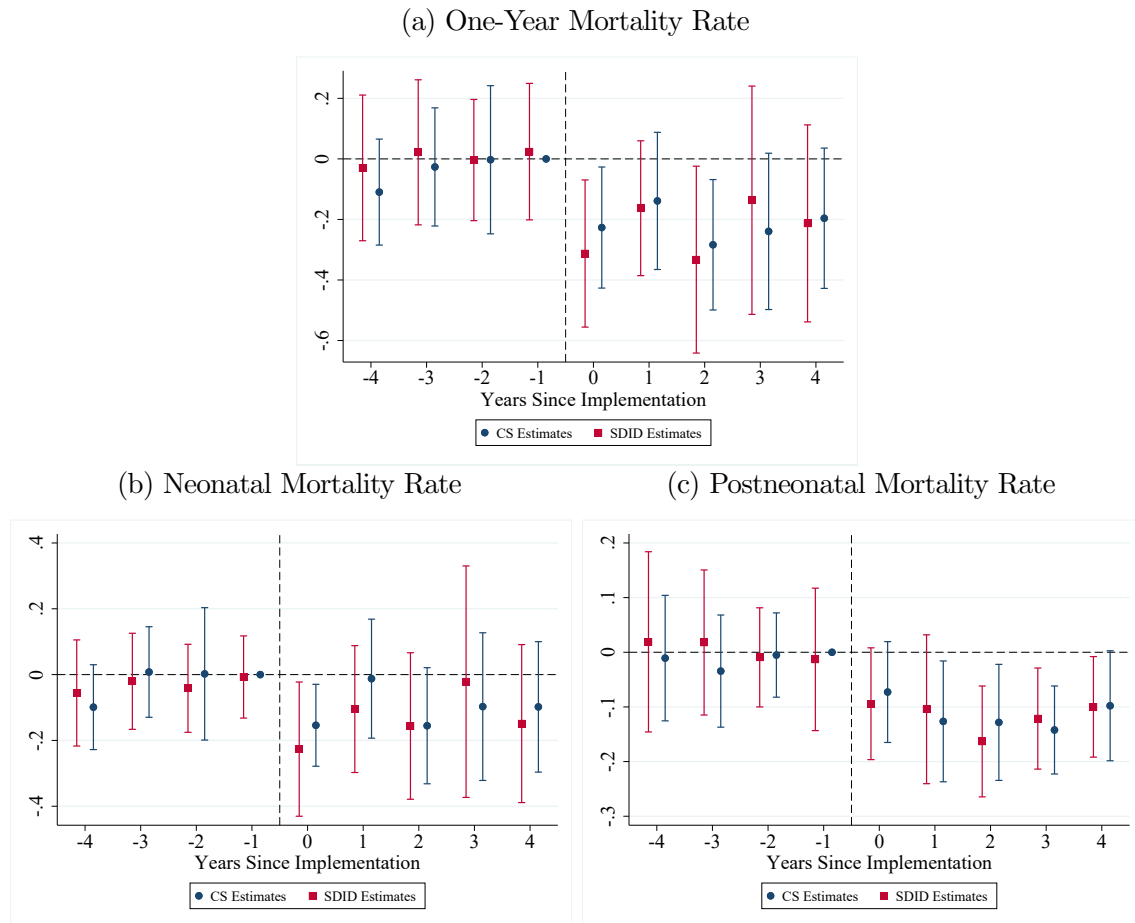 (a) One-Year Mortality Rate
.2
0
-.2
-.4
-.6
-4 -3 -2 -1 0 1 2 3 4
Years Since Implementation
CS Estimates SDID Estimates
(b) Neonatal Mortality Rate
.4
.2
0
-.2
-.4
-4 -3 -2 -1 0 1 2 3 4
Years Since Implementation
CS Estimates SDID Estimates
(c) Postneonatal Mortality Rate
.2
.1
0
-.1
-.2
-.3
-4 -3 -2 -1 0 1 2 3 4
Years Since Implementation
CS Estimates SDID Estimates